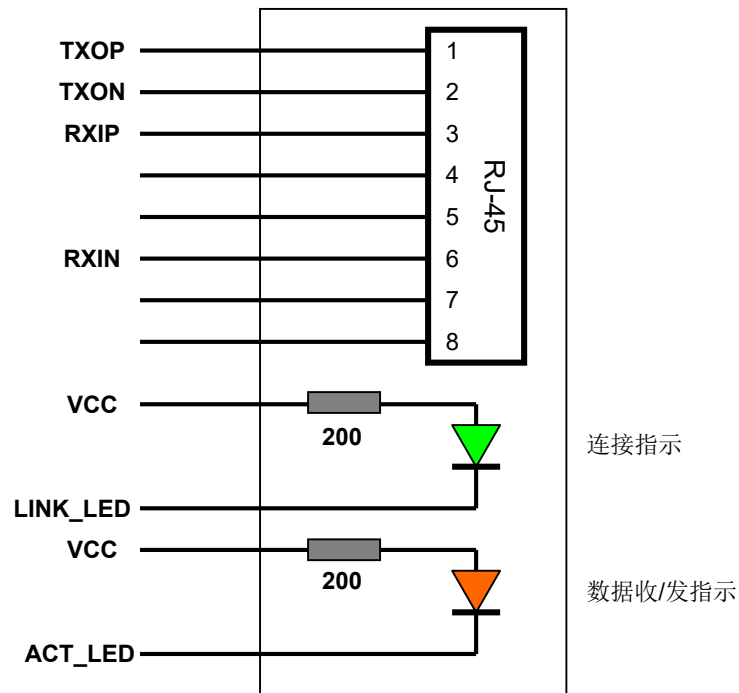 TXOP 1
TXON 2
RXIP 3
4
5
RXIN 6
7
8
RJ-45
VCC
200
连接指示
LINK_LED
VCC
200
数据收/发指示
ACT_LED